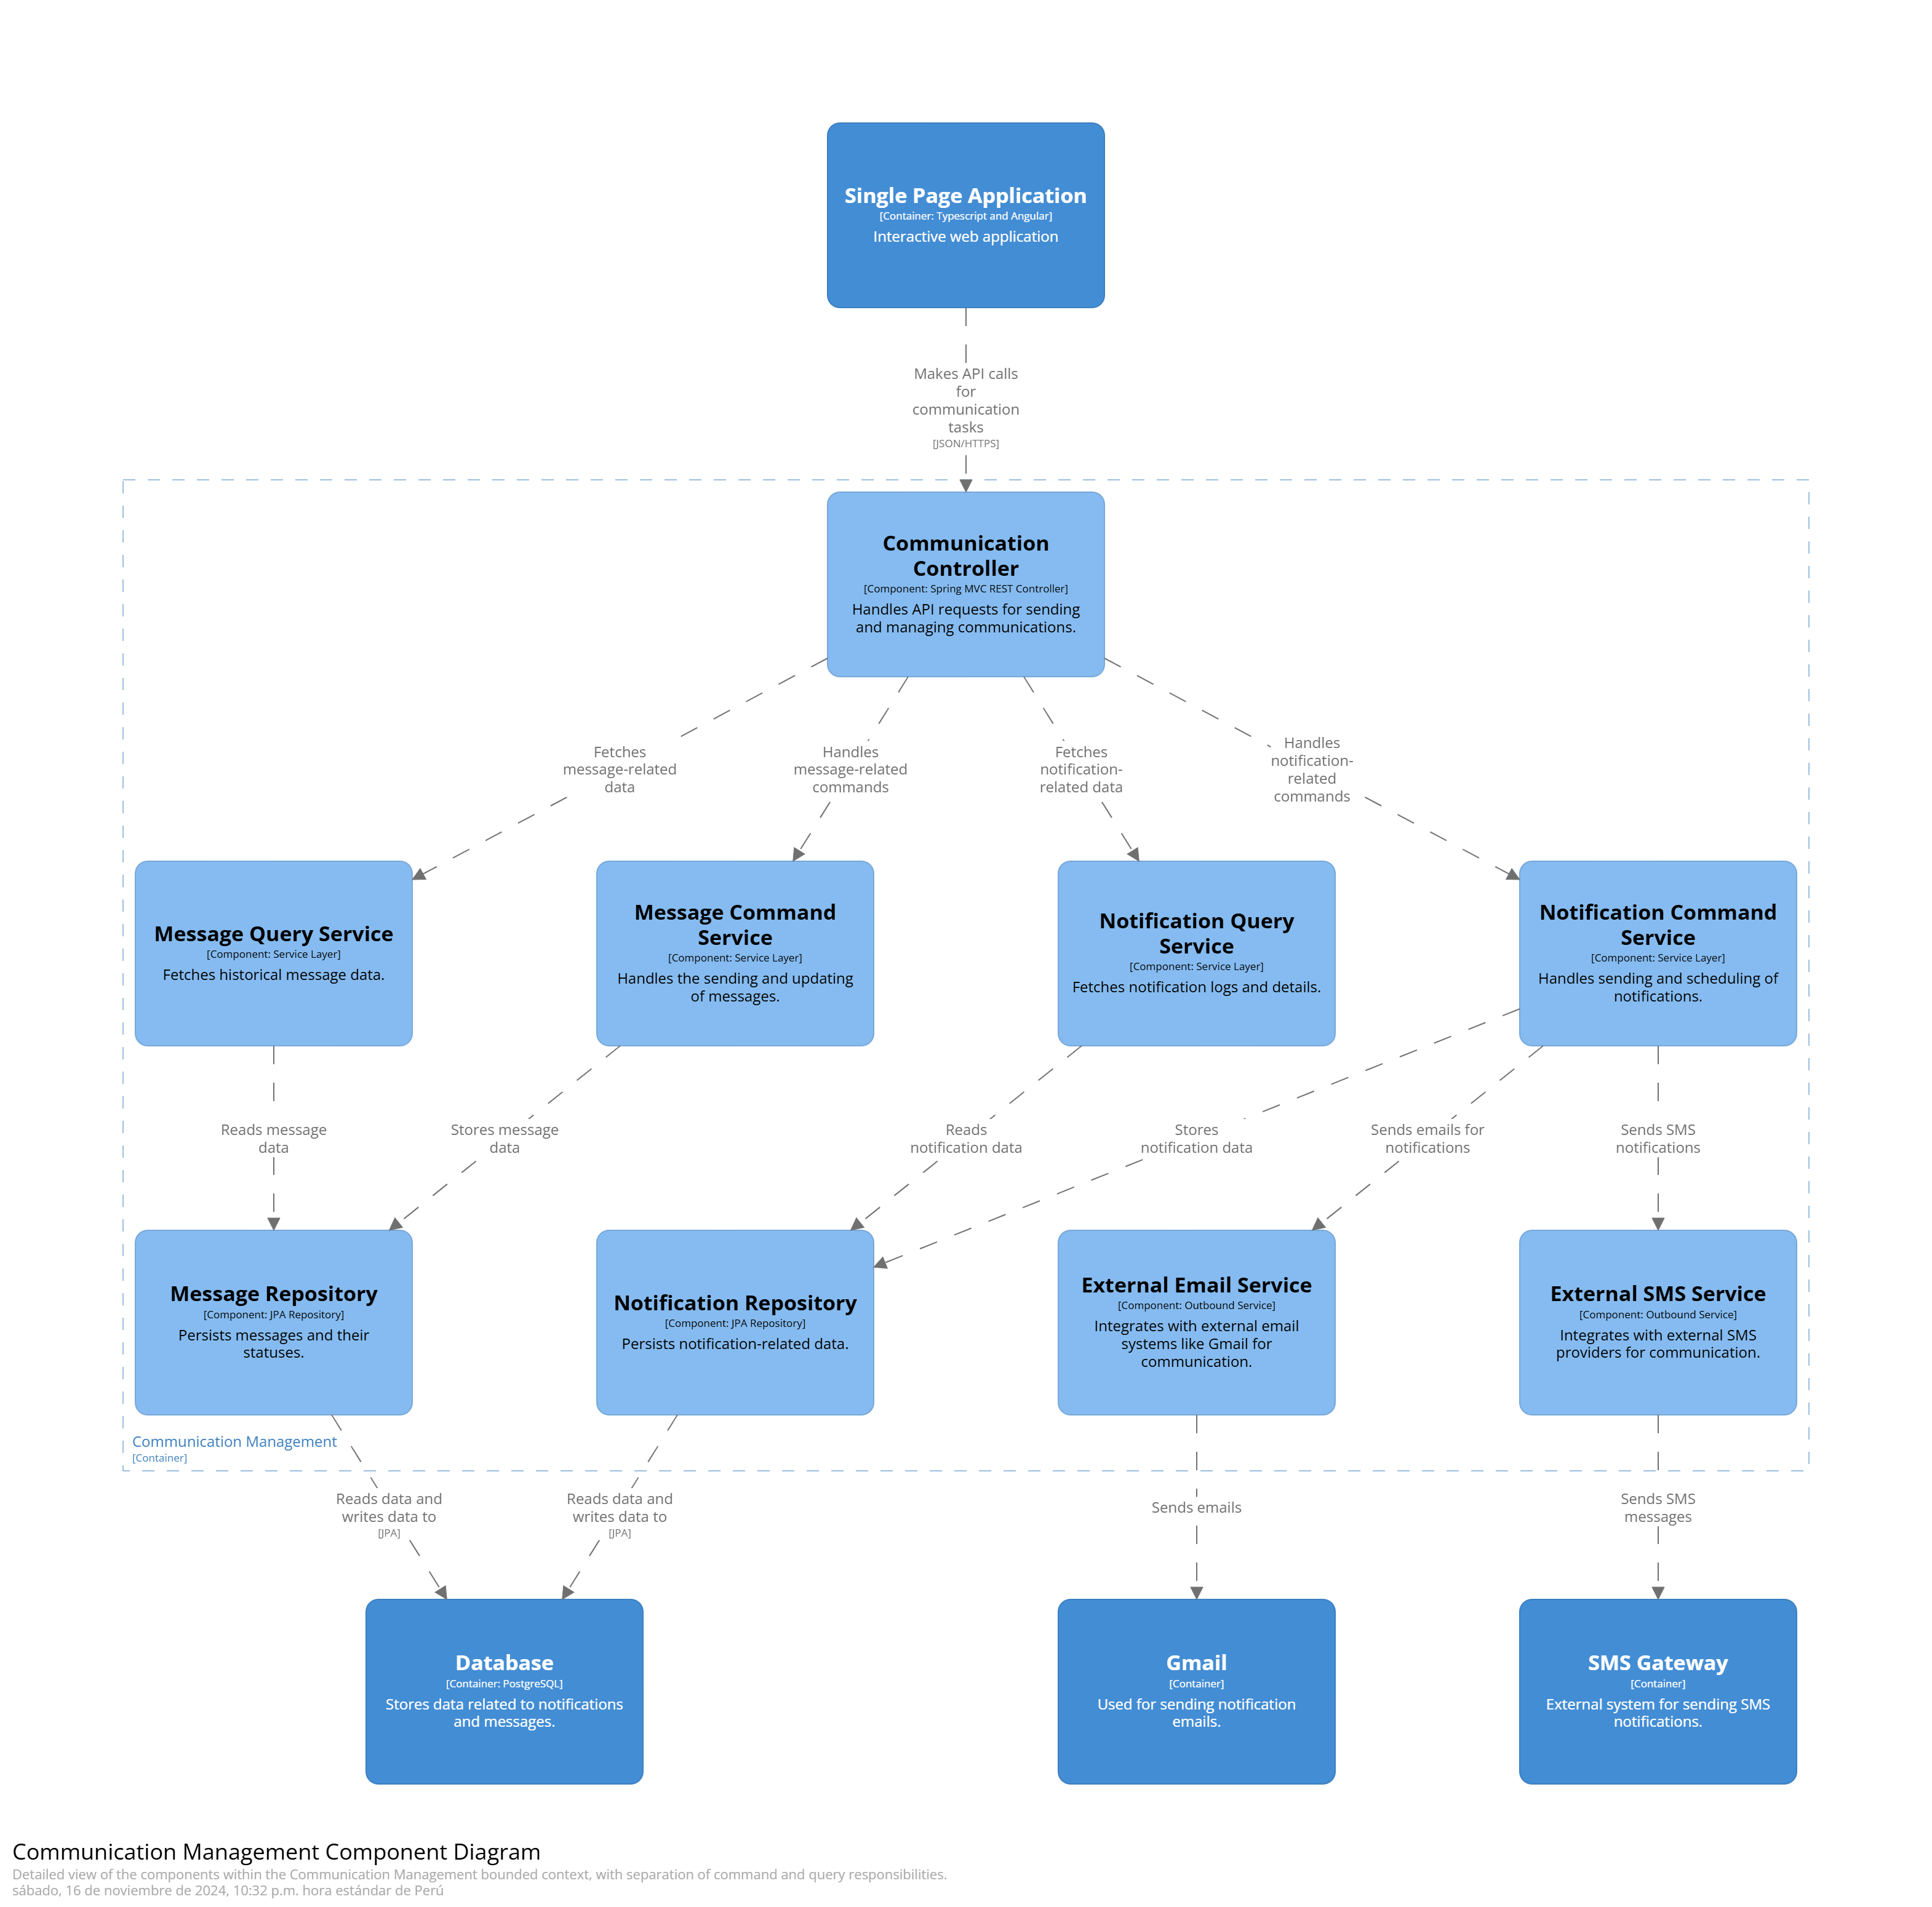 Single Page Application
[Container: Typescript and Angular]
Interactive web application
Makes API calls
for
communication
tasks
[JSON/HTTPS]
Communication
Controller
[Component: Spring MVC REST Controller]
Handles API requests for sending
and managing communications.
Fetches
message-related
data
Handles
message-related
commands
Fetches
notification-
related data
Handles
notification-
related
commands
Message Query Service
[Component: Service Layer]
Fetches historical message data.
Message Command
Service
[Component: Service Layer]
Handles the sending and updating
of messages.
Notification Query
Service
[Component: Service Layer]
Fetches notification logs and details.
Notification Command
Service
[Component: Service Layer]
Handles sending and scheduling of
notifications.
Reads message
data
Stores message
data
Reads
notification data
Stores
notification data
Sends emails for
notifications
Sends SMS
notifications
Message Repository
[Component: JPA Repository]
Persists messages and their
statuses.
Notification Repository
[Component: JPA Repository]
Persists notification-related data.
External Email Service
[Component: Outbound Service]
Integrates with external email
systems like Gmail for
communication.
External SMS Service
[Component: Outbound Service]
Integrates with external SMS
providers for communication.
Communication Management
[Container]
Reads data and
writes data to
[JPA]
Reads data and
writes data to
[JPA]
Sends emails
Sends SMS
messages
Database
[Container: PostgreSQL]
Stores data related to notifications
and messages.
Gmail
[Container]
Used for sending notification
emails.
SMS Gateway
[Container]
External system for sending SMS
notifications.
Communication Management Component Diagram
Detailed view of the components within the Communication Management bounded context, with separation of command and query responsibilities.
sábado, 16 de noviembre de 2024, 10:32 p.m. hora estándar de Perú